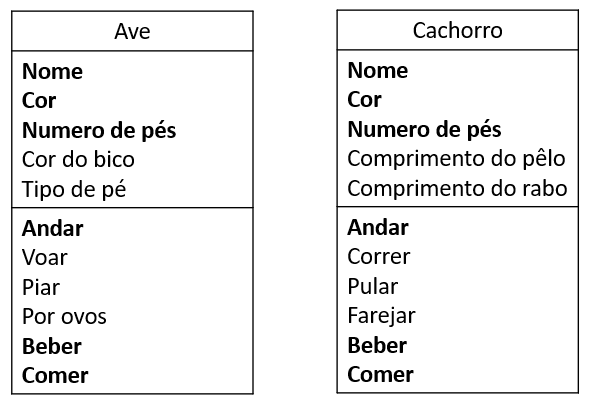 Ave
Nome
Cor
Numero de pés
Cor do bico
Tipo de pé
Andar
Voar
Piar
Por ovos
Beber
Comer
Cachorro
Nome
Cor
Numero de pés
Comprimento do pêlo
Comprimento do rabo
Andar
Correr
Pular
Farejar
Beber
Comer